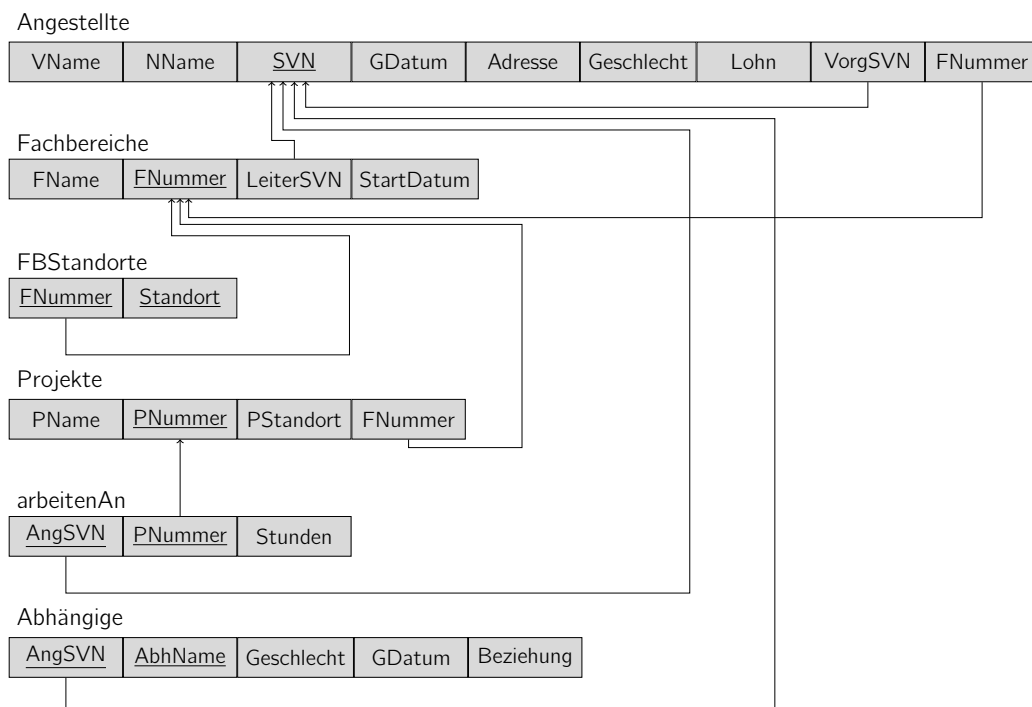 Angestellte
VName NName SVN GDatum Adresse Geschlecht Lohn VorgSVN FNummer
Fachbereiche
FName FNummer LeiterSVN StartDatum
FBStandorte
FNummer Standort
Projekte
PName PNummer PStandort FNummer
arbeitenAn
AngSVN PNummer Stunden
Abhängige
AngSVN AbhName Geschlecht GDatum Beziehung